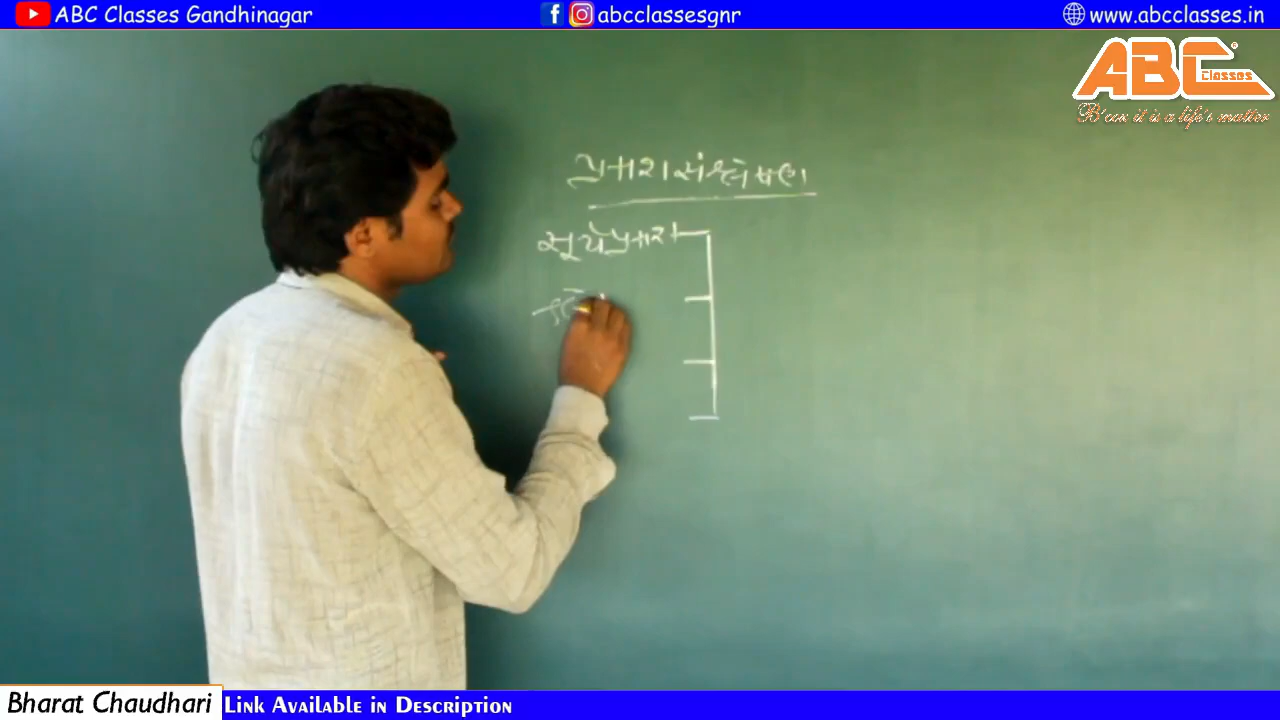 ABC Classes Gandhinagar
abcclassesgnr
www.abcclasses.in
ABC
Classes
B'coz it is a life's matter
પ્રકાશસંશ્લેષણ
સૂર્યપ્રકાશ
Bharat Chaudhari
Link Available in Description